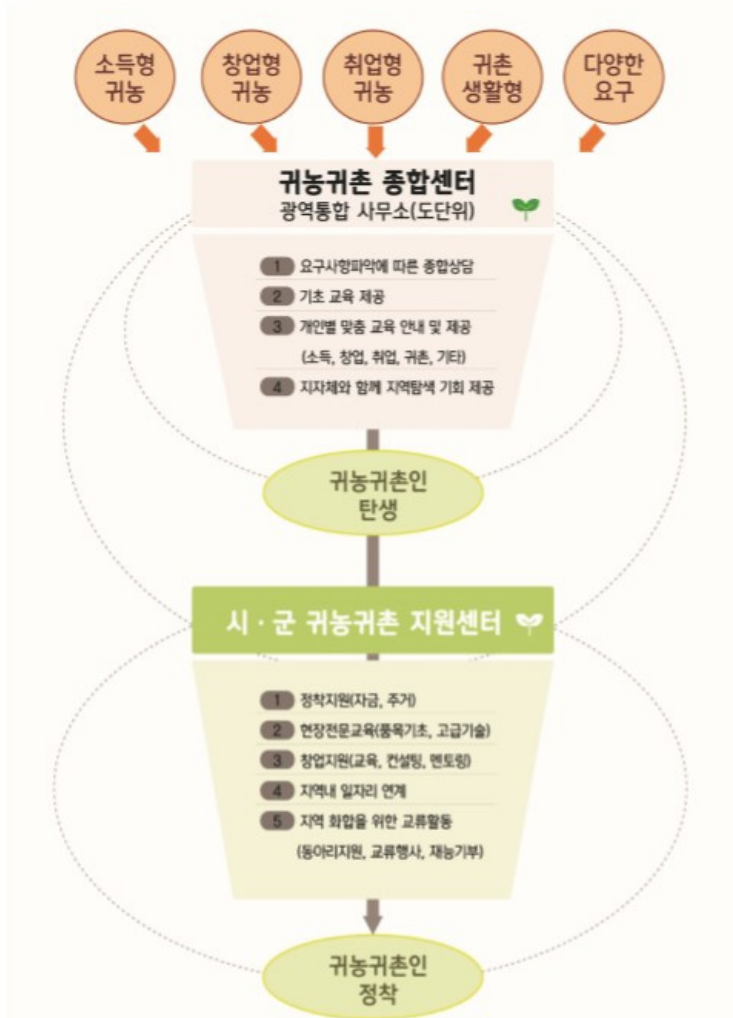 소득형
귀농
창업형
귀농
취업형
귀농
귀촌
생활형
다양한
요구
귀농귀촌 종합센터
광역통합 사무소(도단위)
1 요구사항파악에 따른 종합상담
2 기초 교육 제공
3 개인별 맞춤 교육 안내 및 제공
(소득, 창업, 취업, 귀촌, 기타)
4 지자체와 함께 지역탐색 기회 제공
귀농귀촌인
탄생
시·군 귀농귀촌 지원센터
1 정착지원(자금, 주거)
2 현장전문교육(품목기초, 고급기술)
3 창업지원(교육, 컨설팅, 멘토링)
4 지역내 일자리 연계
5 지역 화합을 위한 교류활동
(동아리지원, 교류행사, 재능기부)
귀농귀촌인
정착